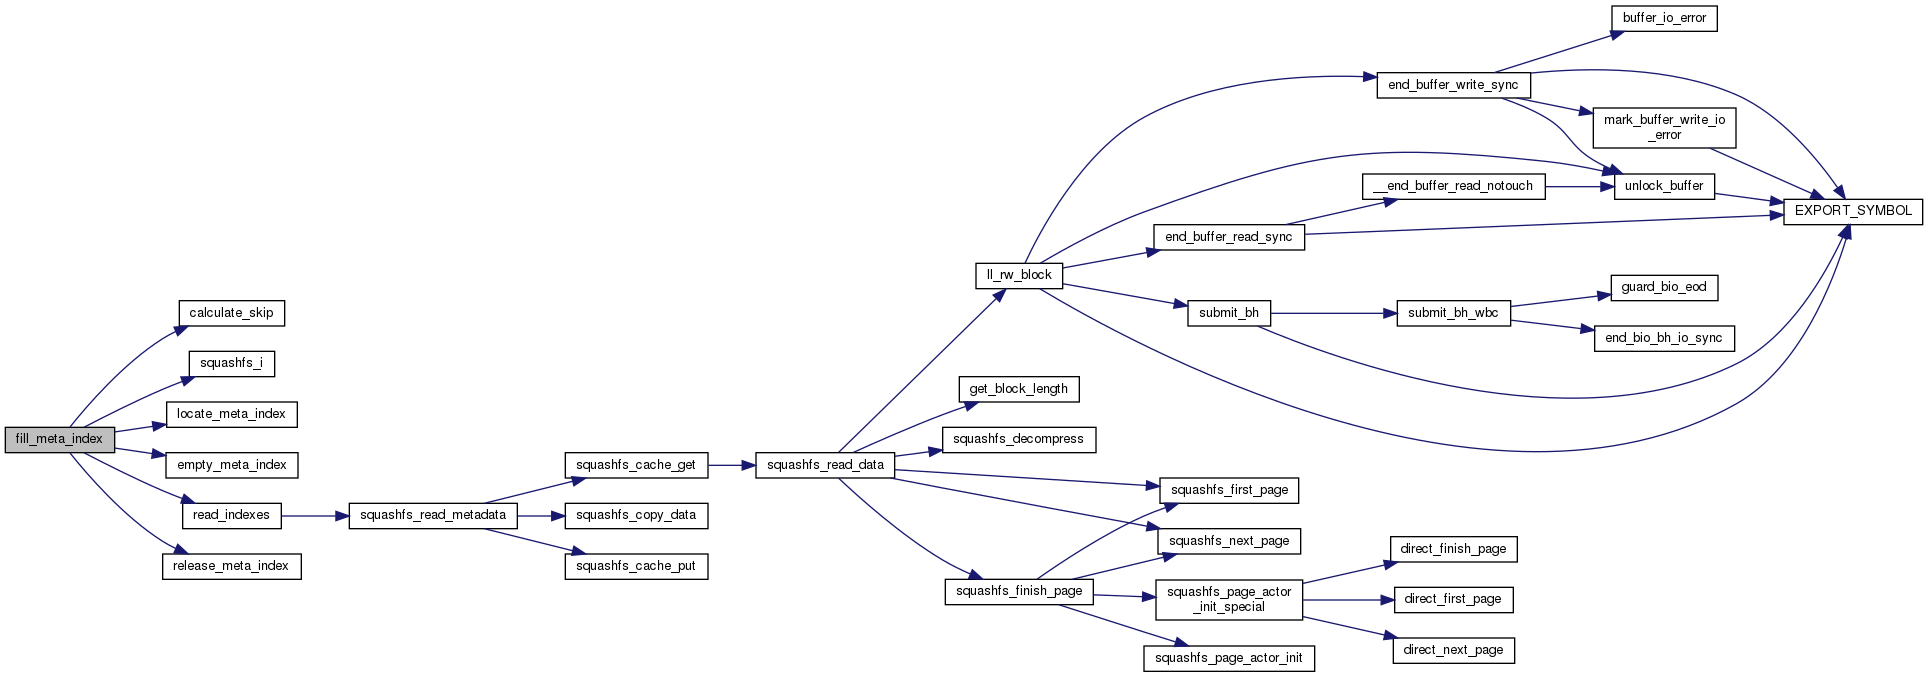 buffer_io_error
end_buffer_write_sync
mark_buffer_write_io
_error
__end_buffer_read_notouch
unlock_buffer
EXPORT_SYMBOL
end_buffer_read_sync
ll_rw_block
guard_bio_eod
calculate_skip
submit_bh
submit_bh_wbc
end_bio_bh_io_sync
squashfs_i
get_block_length
locate_meta_index
fill_meta_index
squashfs_decompress
empty_meta_index
squashfs_cache_get
squashfs_read_data
squashfs_first_page
read_indexes
squashfs_read_metadata
squashfs_copy_data
squashfs_next_page
direct_finish_page
release_meta_index
squashfs_cache_put
squashfs_finish_page
squashfs_page_actor
_init_special
direct_first_page
direct_next_page
squashfs_page_actor_init